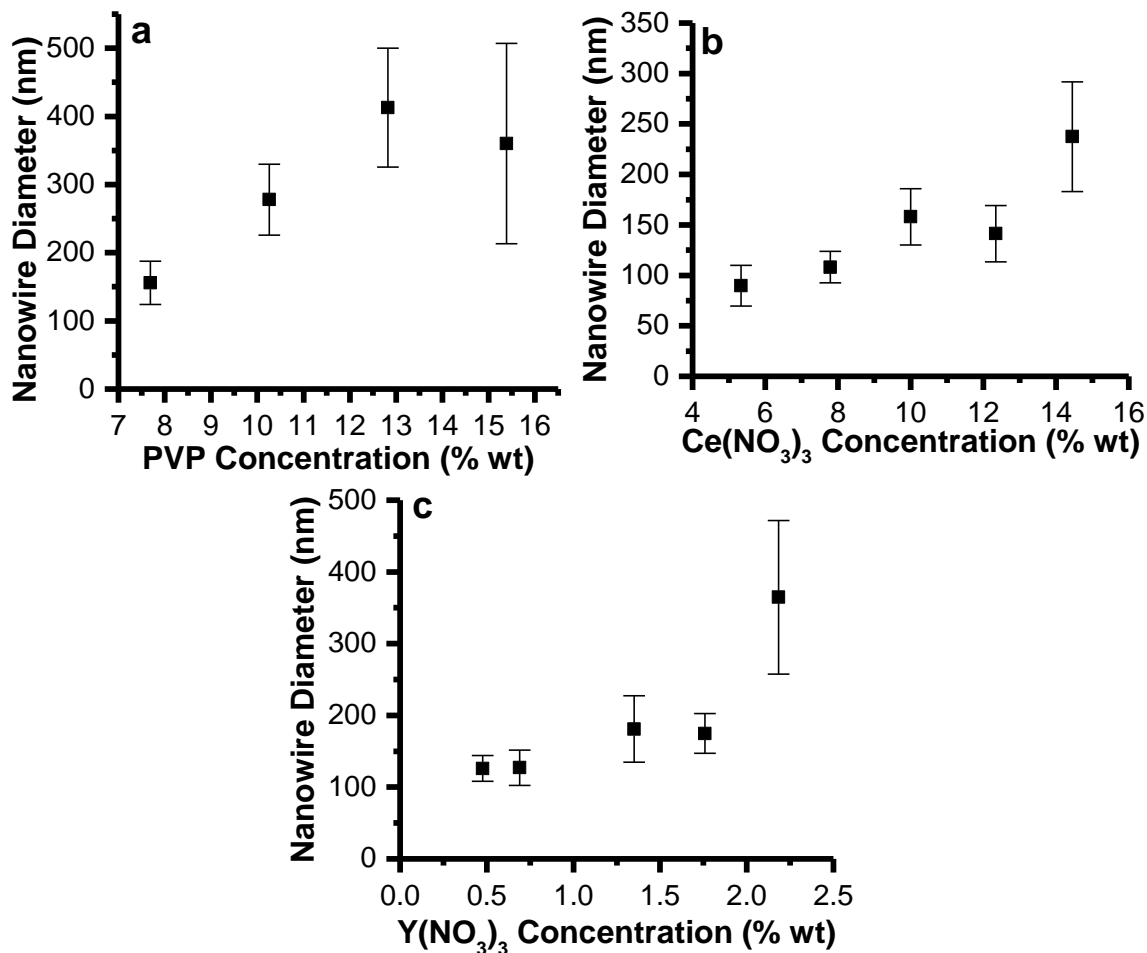 a
Nanowire Diameter (nm)
500
400
300
200
100
0
7 8 9 10 11 12 13 14 15 16
PVP Concentration (% wt)
b
Nanowire Diameter (nm)
350
300
250
200
150
100
50
0
4 6 8 10 12 14 16
Ce(NO₃)₃ Concentration (% wt)
c
Nanowire Diameter (nm)
500
400
300
200
100
0
0.0 0.5 1.0 1.5 2.0 2.5
Y(NO₃)₃ Concentration (% wt)